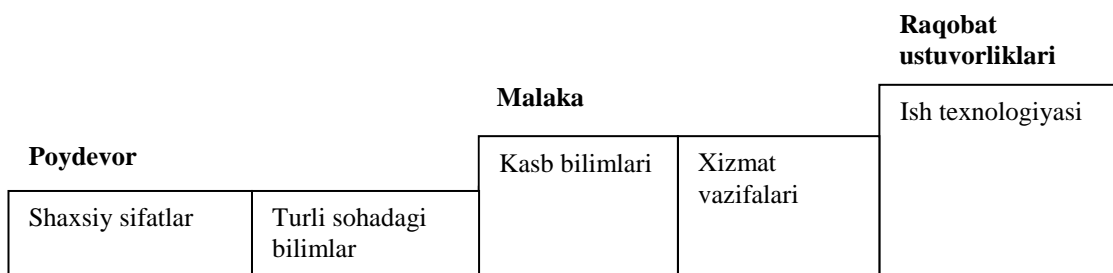 Raqobat
ustuvorliklari
Malaka
Ish texnologiyasi
Poydevor
Kasb bilimlari
Xizmat
vazifalari
Shaxsiy sifatlar
Turli sohadagi
bilimlar